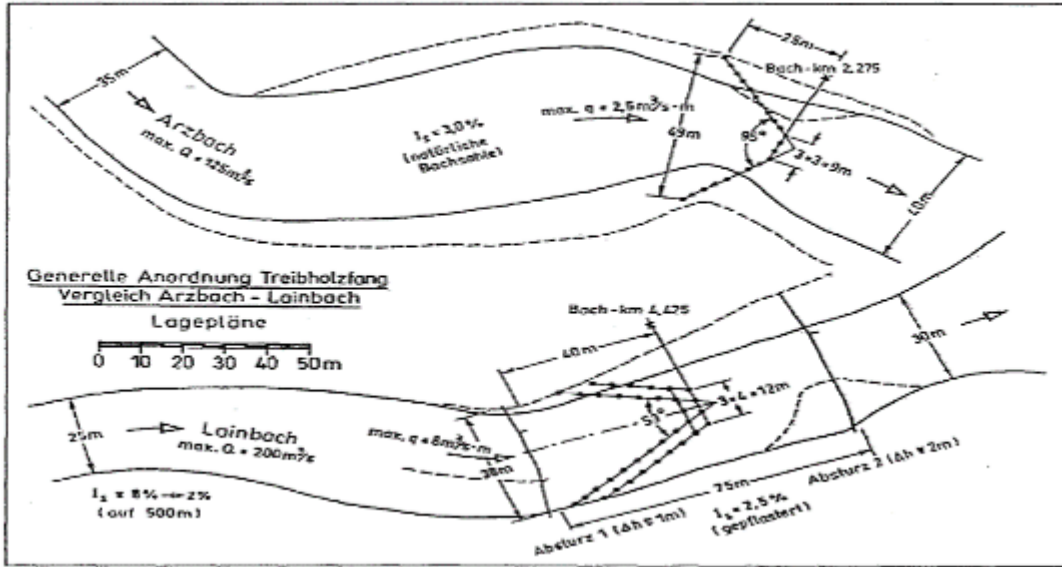 35m
Arzbach
max. Q = 125m³/s
I_s = 3,0%
(natürliche
Bachsohle)
max. q = 2,5m³/s·m
49m
25m
Bach-km 2,275
95°
3×3=9m
40m
Generelle Anordnung Treibholzfang
Vergleich Arzbach - Lainbach
Lagepläne
0 10 20 30 40 50m
25m
Lainbach
max. Q = 200m³/s
I_s = 8% → 2%
(auf 500m)
max. q = 8m³/s·m
38m
40m
Bach-km 4,425
3×4=12m
30m
75m
Absturz 1 (Δh = 1m)
I_s = 2,5%
(gepflastert)
Absturz 2 (Δh = 2m)